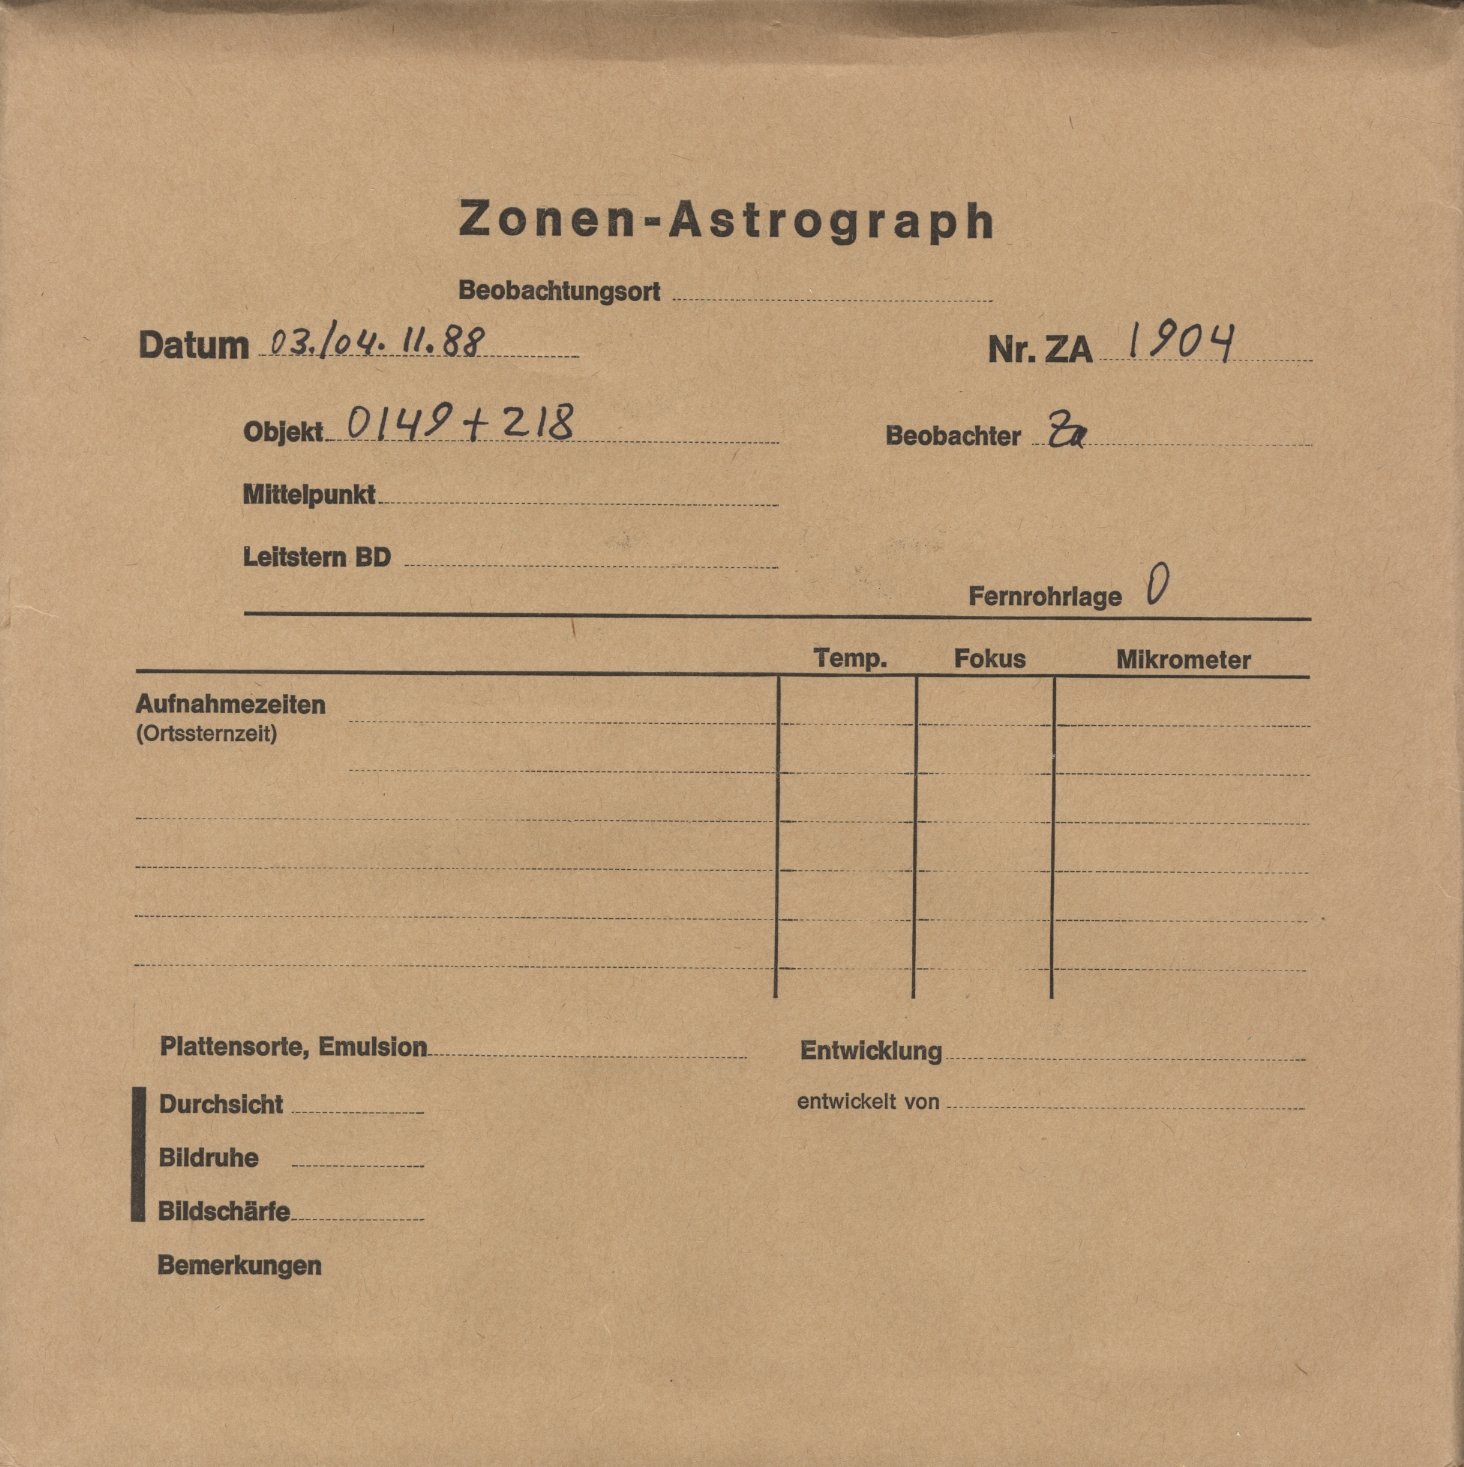 Zonen-Astrograph
Beobachtungsort
Datum 03./04. 11. 88
Nr. ZA 1904
Objekt 0149 + 218
Beobachter Za
Mittelpunkt
Leitstern BD
Fernrohrlage 0
Temp. Fokus Mikrometer
Aufnahmezeiten
(Ortssternzeit)
Plattensorte, Emulsion
Entwicklung
Durchsicht
entwickelt von
Bildruhe
Bildschärfe
Bemerkungen